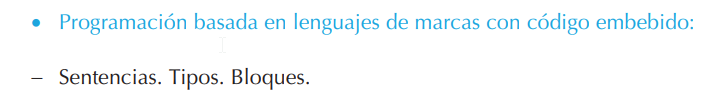 • Programación basada en lenguajes de marcas con código embebido:
– Sentencias. Tipos. Bloques.